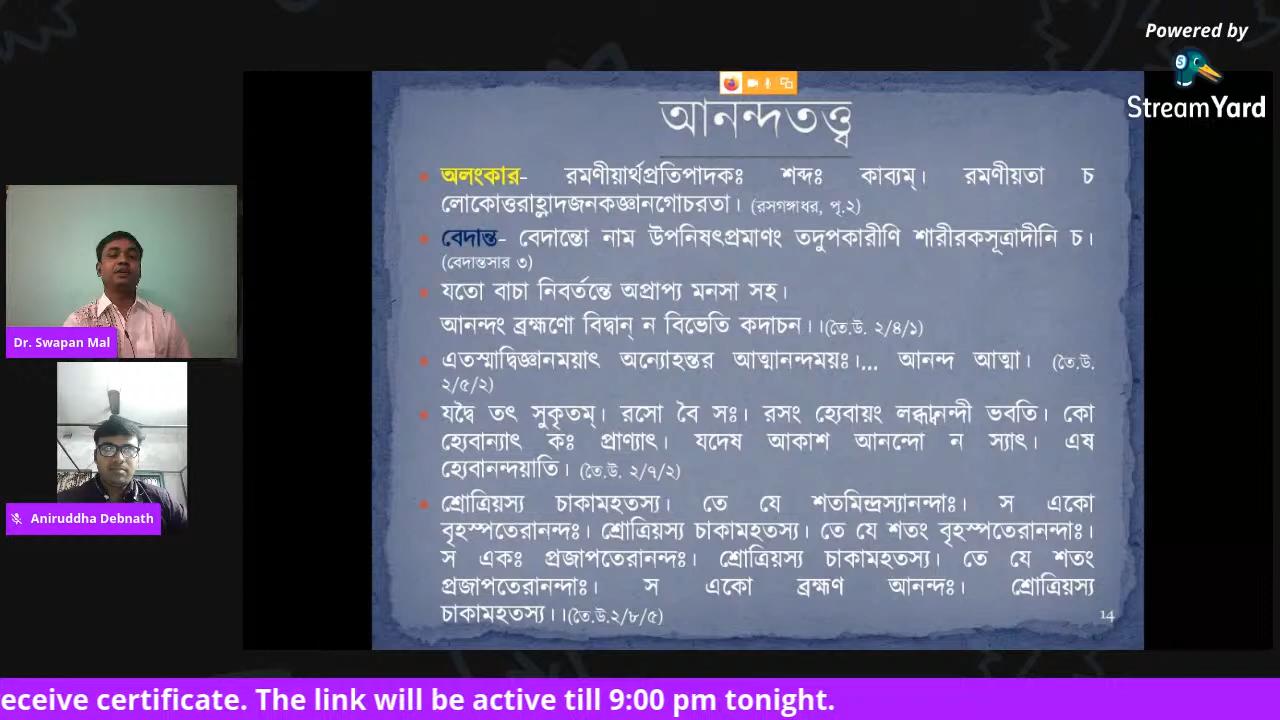 Powered by
StreamYard
আনন্দতত্ত্ব
অলংকার- রমণীয়ার্থপ্রতিপাদকঃ শব্দঃ কাব্যম্। রমণীয়তা চ
লোকোত্তরাহ্লাদজনকজ্ঞানগোচরতা। (রসগঙ্গাধর, পৃ.২)
বেদান্ত- বেদান্তো নাম উপনিষৎপ্রমাণং তদুপকারীণি শারীরকসূত্রাদীনি চ।
(বেদান্তসার ৩)
যতো বাচা নিবর্তন্তে অপ্রাপ্য মনসা সহ।
আনন্দং ব্রহ্মণো বিদ্বান্ ন বিভেতি কদাচন।।(তৈ.উ. ২/৪/১)
এতস্মাদ্বিজ্ঞানময়াৎ অন্যোহন্তর আত্মানন্দময়ঃ।... আনন্দ আত্মা। (তৈ.উ.
২/৫/২)
যদ্বৈ তৎ সুকৃতম্। রসো বৈ সঃ। রসং হ্যেবায়ং লব্ধানন্দী ভবতি। কো
হ্যেবান্যাৎ কঃ প্রাণ্যাৎ। যদেষ আকাশ আনন্দো ন স্যাৎ। এষ
হ্যেবানন্দয়াতি। (তৈ.উ. ২/৭/২)
শ্রোত্রিয়স্য চাকামহতস্য। তে যে শতমিন্দ্রস্যানন্দাঃ। স একো
বৃহস্পতেরানন্দঃ। শ্রোত্রিয়স্য চাকামহতস্য। তে যে শতং বৃহস্পতেরানন্দাঃ।
স একঃ প্রজাপতেরানন্দঃ। শ্রোত্রিয়স্য চাকামহতস্য। তে যে শতং
প্রজাপতেরানন্দাঃ। স একো ব্রহ্মণ আনন্দঃ। শ্রোত্রিয়স্য
চাকামহতস্য।।(তৈ.উ.২/৮/৫)
14
Dr. Swapan Mal
Aniruddha Debnath
eceive certificate. The link will be active till 9:00 pm tonight.